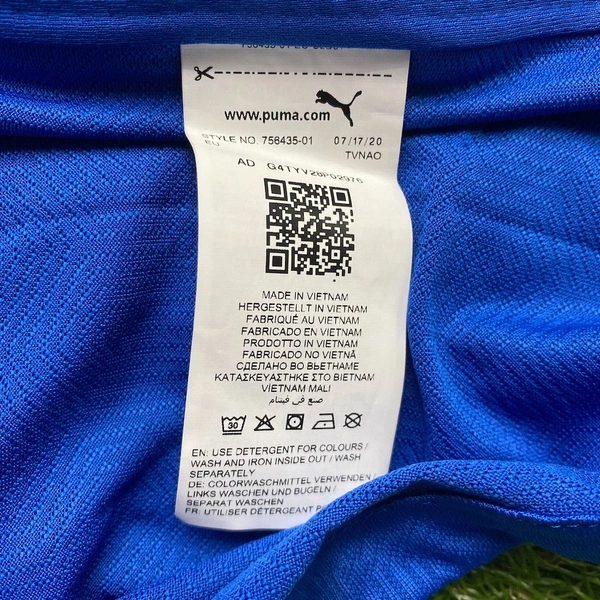 www.puma.com
STYLE NO. 756435-01 07/17/20
EU TVNAO
AD G4TYV28P02976
MADE IN VIETNAM
HERGESTELLT IN VIETNAM
FABRIQUÉ AU VIETNAM
FABRICADO EN VIETNAM
PRODOTTO IN VIETNAM
FABRICADO NO VIETNÃ
СДЕЛАНО ВО ВЬЕТНАМЕ
ΚΑΤΑΣΚΕΥΑΣΤΗΚΕ ΣΤΟ ΒΙΕΤΝΑΜ
VIETNAM MALI
صنع في فيتنام
30
EN: USE DETERGENT FOR COLOURS /
WASH AND IRON INSIDE OUT / WASH
SEPARATELY
DE: COLORWASCHMITTEL VERWENDEN /
LINKS WASCHEN UND BÜGELN /
SEPARAT WASCHEN
FR: UTILISER DÉTERGENT